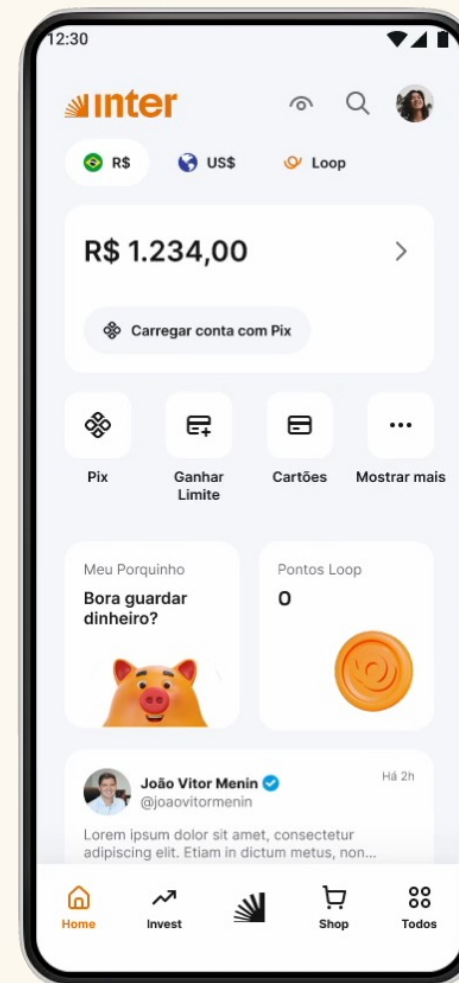 12:30
inter
R$
US$
Loop
R$ 1.234,00
Carregar conta com Pix
Pix
Ganhar
Limite
Cartões
Mostrar mais
Meu Porquinho
Bora guardar
dinheiro?
Pontos Loop
0
João Vitor Menin
Há 2h
@joaovitormenin
Lorem ipsum dolor sit amet, consectetur
adipiscing elit. Etiam in dictum metus, non...
Home
Invest
Shop
Todos